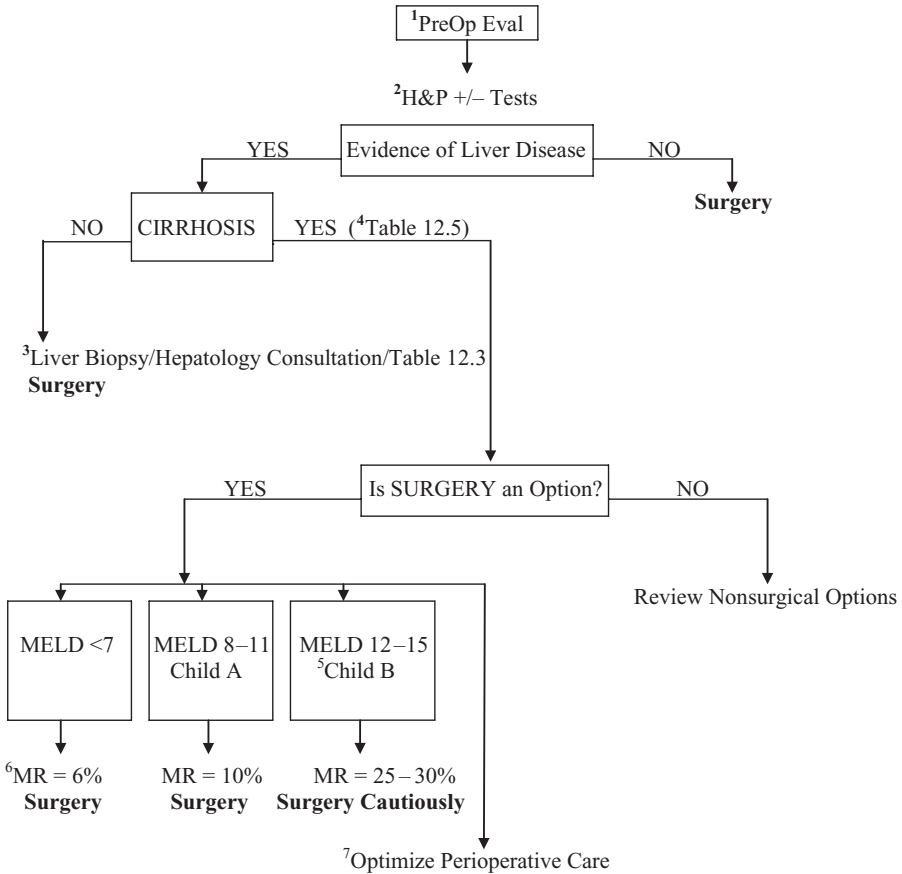 ¹PreOp Eval
²H&P +/– Tests
Evidence of Liver Disease
YES
NO
Surgery
CIRRHOSIS
NO
YES (⁴Table 12.5)
³Liver Biopsy/Hepatology Consultation/Table 12.3
Surgery
Is SURGERY an Option?
YES
NO
Review Nonsurgical Options
MELD <7
MELD 8–11
Child A
MELD 12–15
⁵Child B
⁶MR = 6%
Surgery
MR = 10%
Surgery
MR = 25–30%
Surgery Cautiously
⁷Optimize Perioperative Care